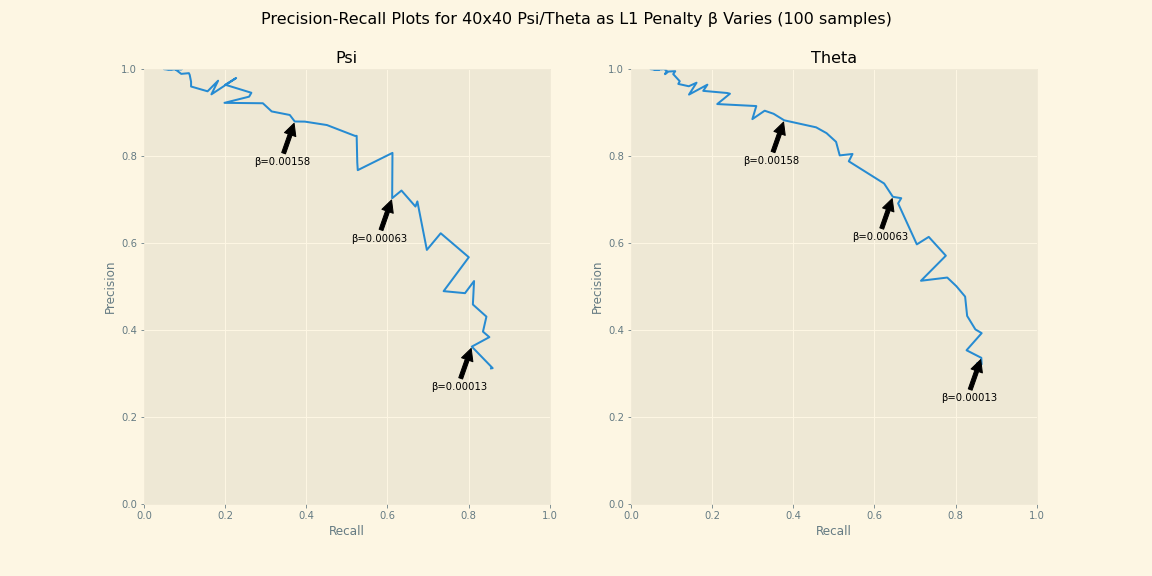 Precision-Recall Plots for 40x40 Psi/Theta as L1 Penalty β Varies (100 samples)
Psi
1.0
0.8
0.6
0.4
0.2
0.0
Precision
β=0.00158
β=0.00063
β=0.00013
0.0 0.2 0.4 0.6 0.8 1.0
Recall
Theta
1.0
0.8
0.6
0.4
0.2
0.0
Precision
β=0.00158
β=0.00063
β=0.00013
0.0 0.2 0.4 0.6 0.8 1.0
Recall